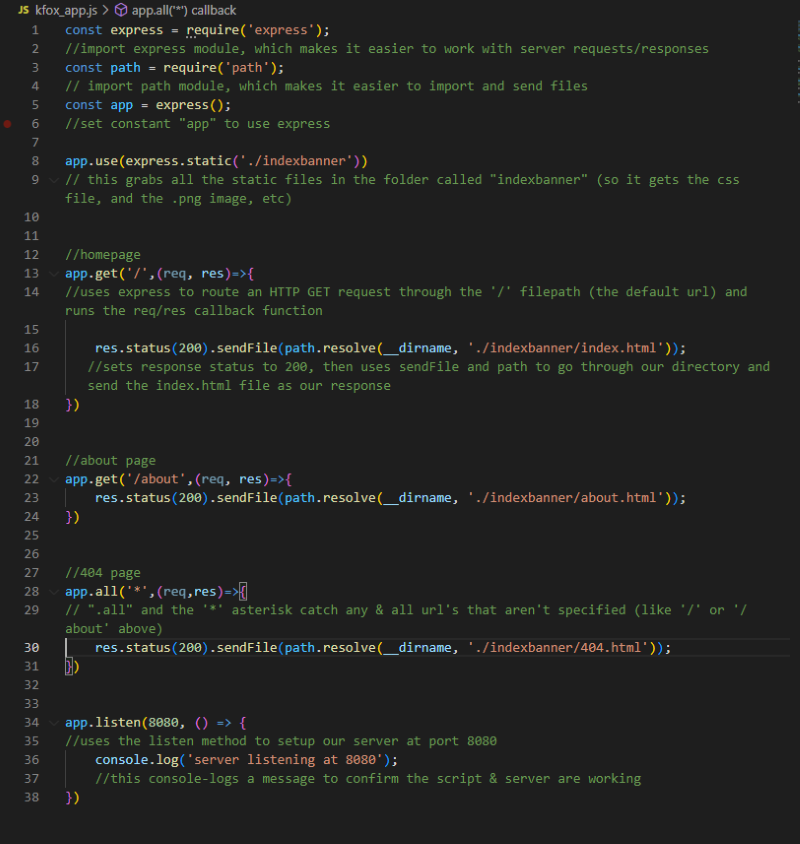 JS kfox_app.js > app.all('*') callback
1 const express = require('express');
2 //import express module, which makes it easier to work with server requests/responses
3 const path = require('path');
4 // import path module, which makes it easier to import and send files
5 const app = express();
6 //set constant "app" to use express
7
8 app.use(express.static('./indexbanner'))
9 // this grabs all the static files in the folder called "indexbanner" (so it gets the css
file, and the .png image, etc)
10
11
12 //homepage
13 app.get('/',(req, res)=>{
14 //uses express to route an HTTP GET request through the '/' filepath (the default url) and
runs the req/res callback function
15
16 res.status(200).sendFile(path.resolve(__dirname, './indexbanner/index.html'));
17 //sets response status to 200, then uses sendFile and path to go through our directory and
send the index.html file as our response
18 })
19
20
21 //about page
22 app.get('/about',(req, res)=>{
23 res.status(200).sendFile(path.resolve(__dirname, './indexbanner/about.html'));
24 })
25
26
27 //404 page
28 app.all('*',(req,res)=>{
29 // ".all" and the '*' asterisk catch any & all url's that aren't specified (like '/' or '/
about' above)
30 res.status(200).sendFile(path.resolve(__dirname, './indexbanner/404.html'));
31 })
32
33
34 app.listen(8080, () => {
35 //uses the listen method to setup our server at port 8080
36 console.log('server listening at 8080');
37 //this console-logs a message to confirm the script & server are working
38 })